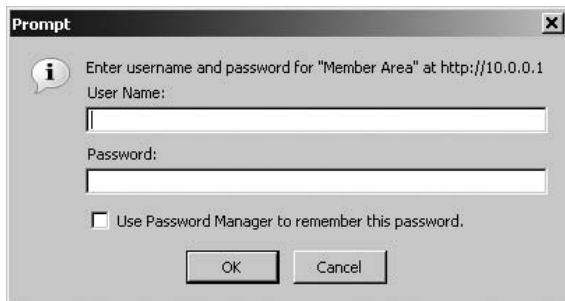 Prompt
Enter username and password for "Member Area" at http://10.0.0.1
User Name:
Password:
Use Password Manager to remember this password.
OK
Cancel